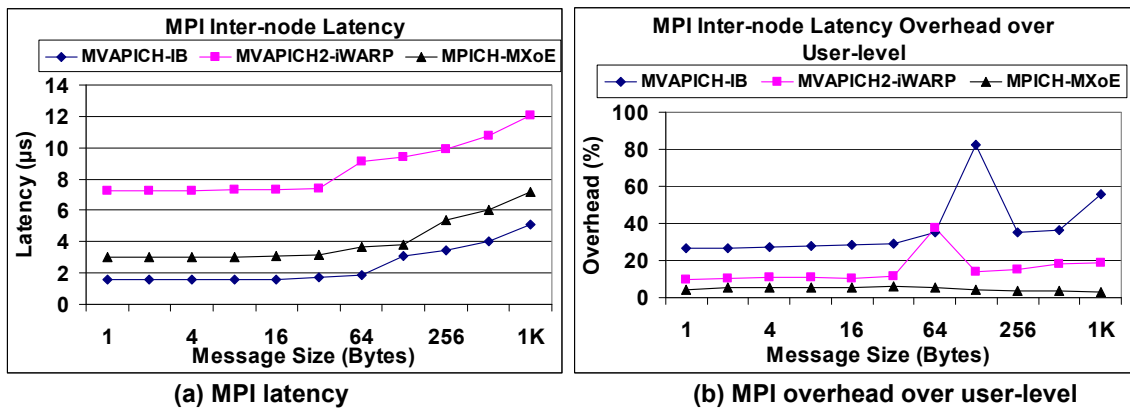 MPI Inter-node Latency
MVAPICH-IB MVAPICH2-iWARP MPICH-MXoE
14
12
10
8
6
4
2
0
Latency (µs)
1 4 16 64 256 1K
Message Size (Bytes)
(a) MPI latency
MPI Inter-node Latency Overhead over
User-level
MVAPICH-IB MVAPICH2-iWARP MPICH-MXoE
100
80
60
40
20
0
Overhead (%)
1 4 16 64 256 1K
Message Size (Bytes)
(b) MPI overhead over user-level